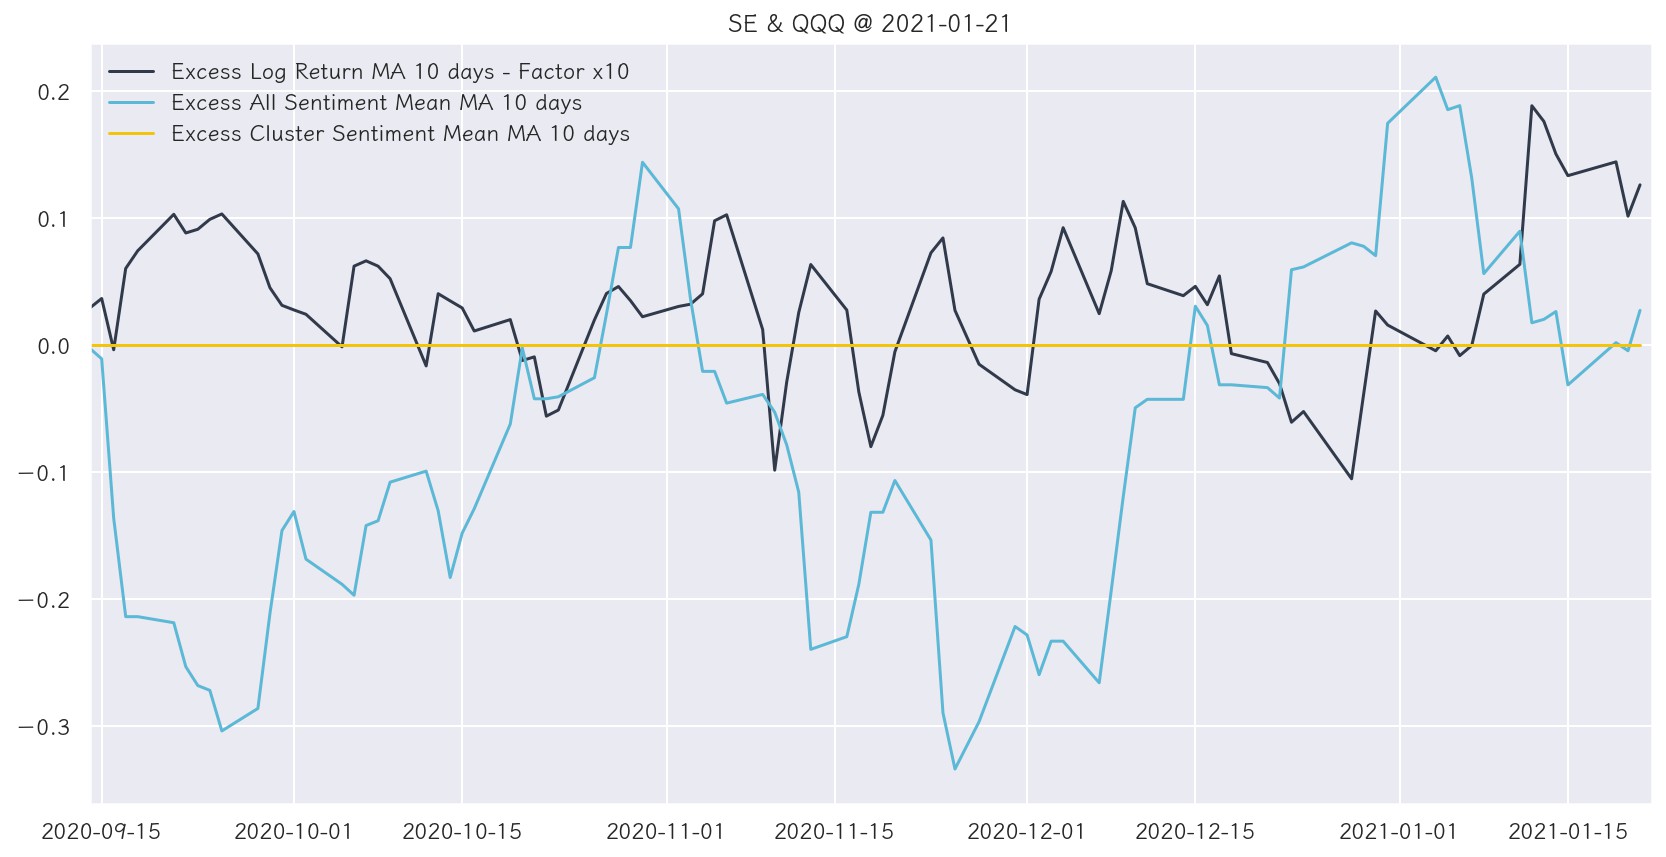 SE & QQQ @ 2021-01-21
Excess Log Return MA 10 days - Factor x10
Excess All Sentiment Mean MA 10 days
Excess Cluster Sentiment Mean MA 10 days
0.2
0.1
0.0
−0.1
−0.2
−0.3
2020-09-15 2020-10-01 2020-10-15 2020-11-01 2020-11-15 2020-12-01 2020-12-15 2021-01-01 2021-01-15